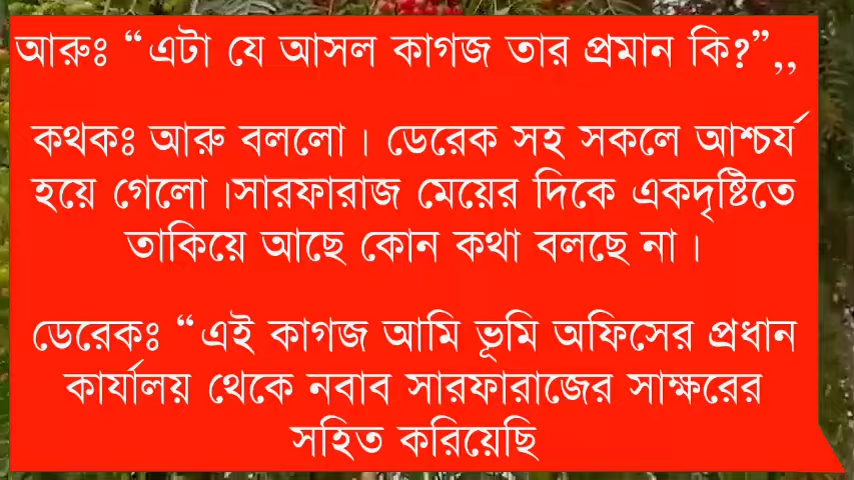 আরুঃ “এটা যে আসল কাগজ তার প্রমান কি?”,,
কথকঃ আরু বললো। ডেরেক সহ সকলে আশ্চর্য
হয়ে গেলো।সারফারাজ মেয়ের দিকে একদৃষ্টিতে
তাকিয়ে আছে কোন কথা বলছে না।
ডেরেকঃ “এই কাগজ আমি ভূমি অফিসের প্রধান
কার্যালয় থেকে নবাব সারফারাজের সাক্ষরের
সহিত করিয়েছি